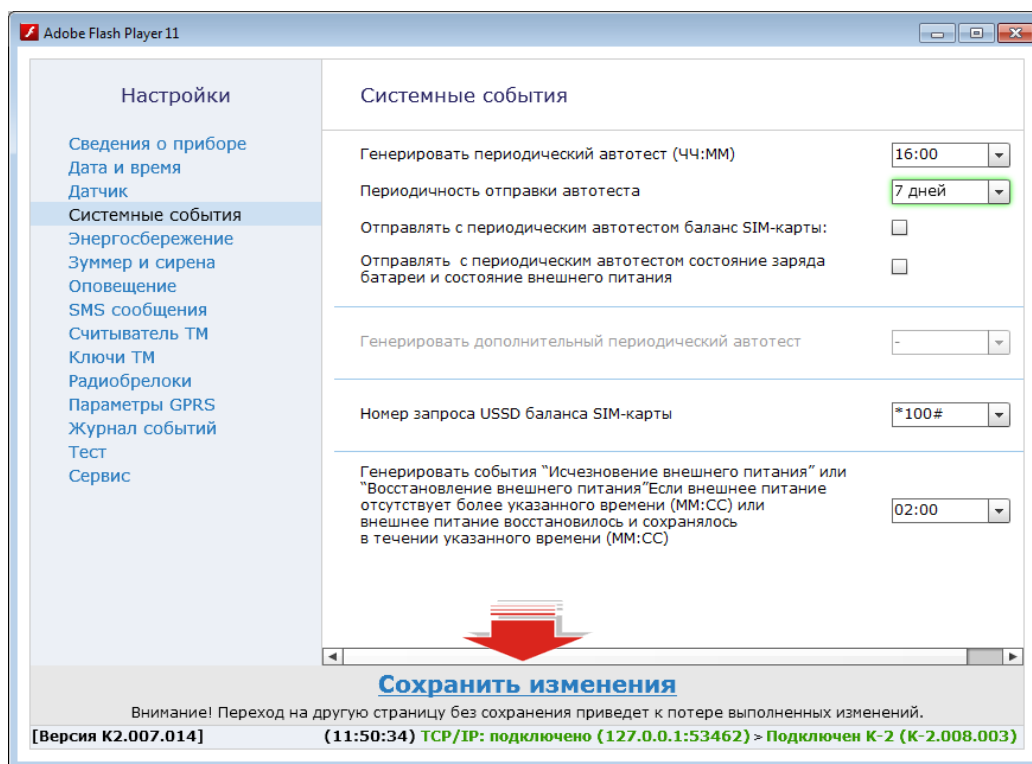 Adobe Flash Player 11
Настройки
Сведения о приборе
Дата и время
Датчик
Системные события
Энергосбережение
Зуммер и сирена
Оповещение
SMS сообщения
Считыватель ТМ
Ключи ТМ
Радиобрелоки
Параметры GPRS
Журнал событий
Тест
Сервис
Системные события
Генерировать периодический автотест (ЧЧ:ММ) 16:00
Периодичность отправки автотеста 7 дней
Отправлять с периодическим автотестом баланс SIM-карты:
Отправлять с периодическим автотестом состояние заряда
батареи и состояние внешнего питания
Генерировать дополнительный периодический автотест -
Номер запроса USSD баланса SIM-карты *100#
Генерировать события “Исчезновение внешнего питания” или
“Восстановление внешнего питания”Если внешнее питание
отсутствует более указанного времени (ММ:СС) или
внешнее питание восстановилось и сохранялось
в течении указанного времени (ММ:СС)
02:00
Сохранить изменения
Внимание! Переход на другую страницу без сохранения приведет к потере выполненных изменений.
[Версия K2.007.014] (11:50:34) TCP/IP: подключено (127.0.0.1:53462) > Подключен К-2 (K-2.008.003)